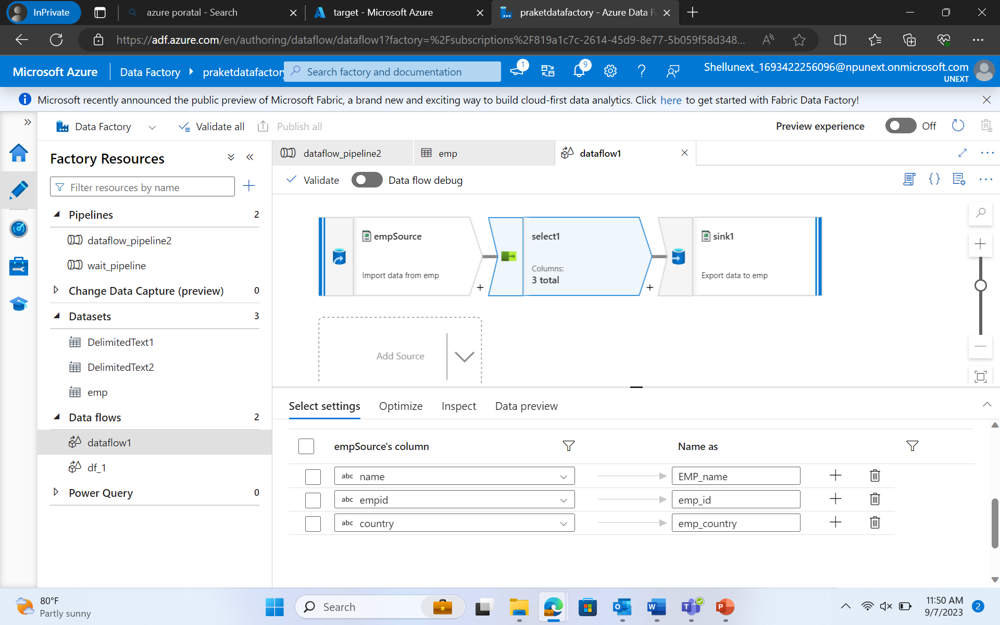 InPrivate
azure poratal - Search
target - Microsoft Azure
praketdatafactory - Azure Data F
https://adf.azure.com/en/authoring/dataflow/dataflow1?factory=%2Fsubscriptions%2F819a1c7c-2614-45d9-8e77-5b059f58d348...
Microsoft Azure
Data Factory
praketdatafactory
Search factory and documentation
1
9
Shellunext_1693422256096@npunext.onmicrosoft.com
UNEXT
Microsoft recently announced the public preview of Microsoft Fabric, a brand new and exciting way to build cloud-first data analytics. Click here to get started with Fabric Data Factory!
Data Factory
Validate all
Publish all
Preview experience
Off
Factory Resources
Filter resources by name
Pipelines 2
dataflow_pipeline2
wait_pipeline
Change Data Capture (preview) 0
Datasets 3
DelimitedText1
DelimitedText2
emp
Data flows 2
dataflow1
df_1
Power Query 0
dataflow_pipeline2
emp
dataflow1
Validate
Data flow debug
empSource
Import data from emp
select1
Columns:
3 total
sink1
Export data to emp
Add Source
Select settings
Optimize
Inspect
Data preview
empSource's column
Name as
abc name EMP_name
abc empid emp_id
abc country emp_country
80°F
Partly sunny
Search
11:50 AM
9/7/2023
2